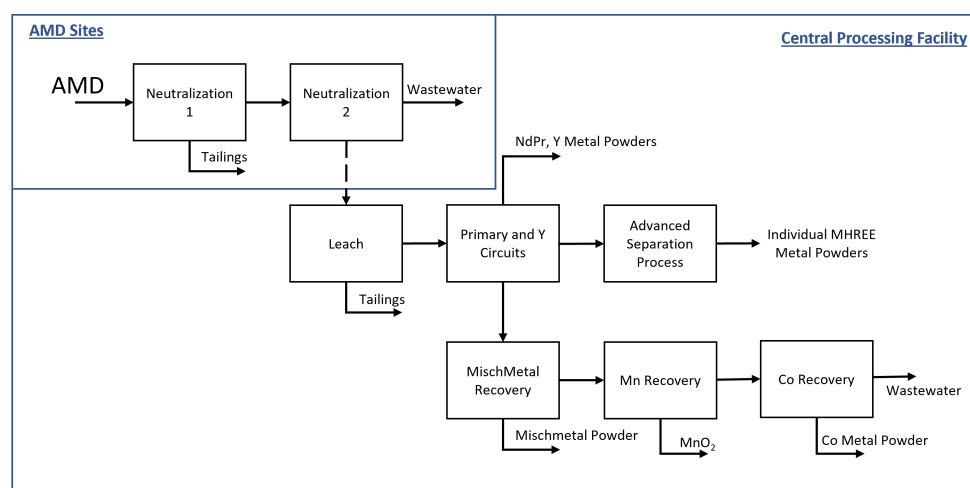 AMD Sites
Central Processing Facility
AMD
Neutralization
1
Neutralization
2
Wastewater
Tailings
NdPr, Y Metal Powders
Leach
Primary and Y
Circuits
Advanced
Separation
Process
Individual MHREE
Metal Powders
Tailings
MischMetal
Recovery
Mn Recovery
Co Recovery
Wastewater
Mischmetal Powder
MnO₂
Co Metal Powder